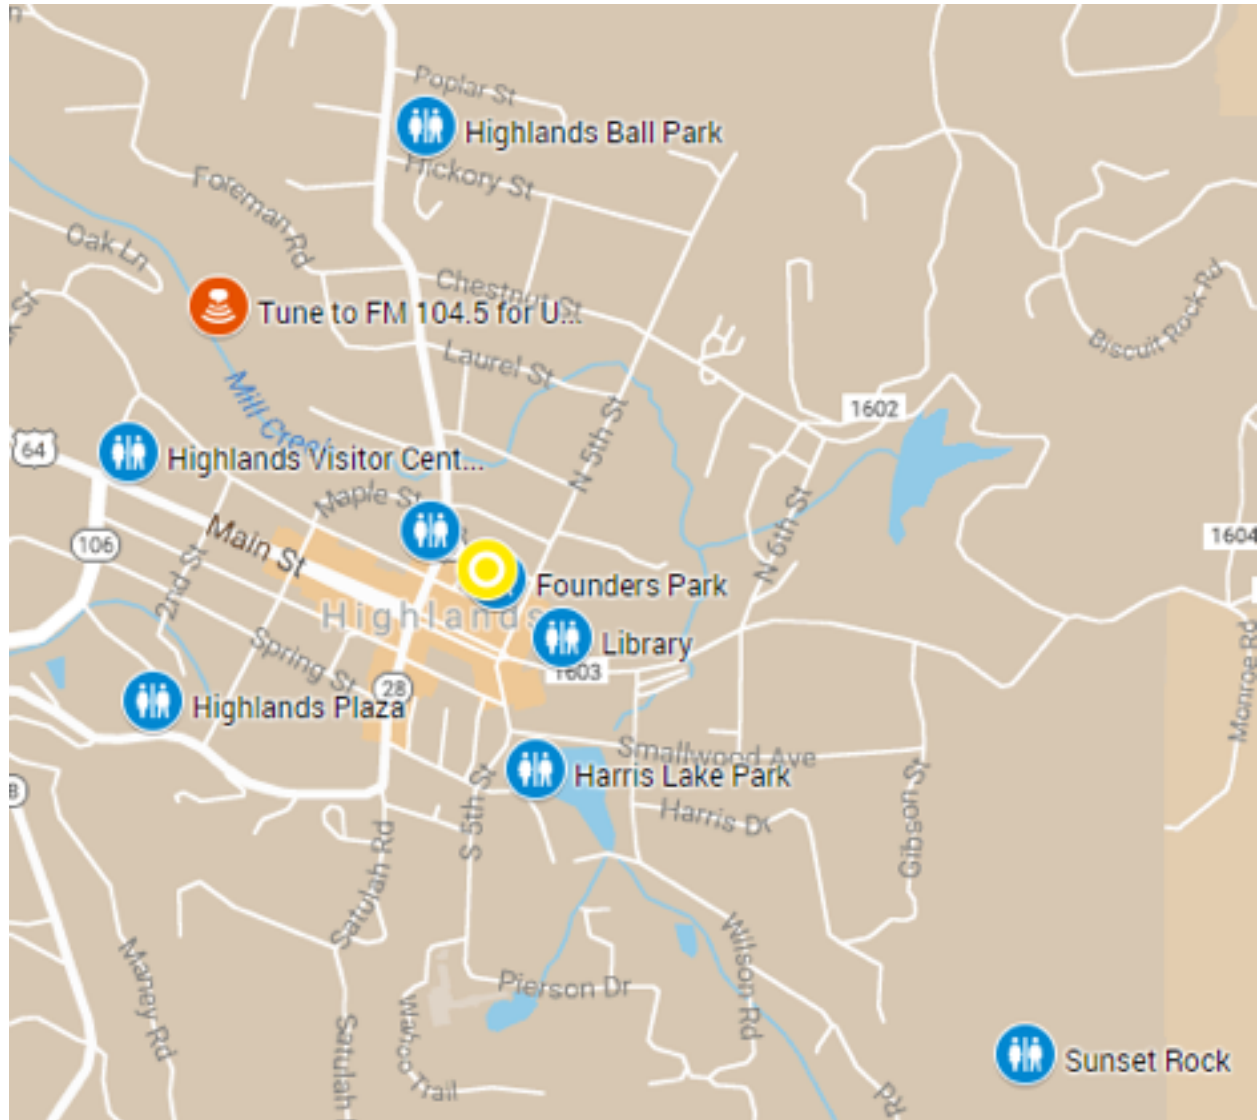 Poplar St
Highlands Ball Park
Hickory St
Foreman Rd
Oak Ln
Chestnut St
Tune to FM 104.5 for U...
Biscuit Rock Rd
Laurel St
Mill Creek
1602
N 5th St
64
Highlands Visitor Cent...
Maple St
Main St
106
N 6th St
1604
2nd St
Founders Park
Highlands
Library
1603
Spring St
28
Highlands Plaza
Monroe Rd
Smallwood Ave
Harris Lake Park
S 5th St
Harris Dr
Gibson St
Satulah Rd
Maney Rd
Wilson Rd
Pierson Dr
Satulah
Wahoo Trail
Sunset Rock
Rd